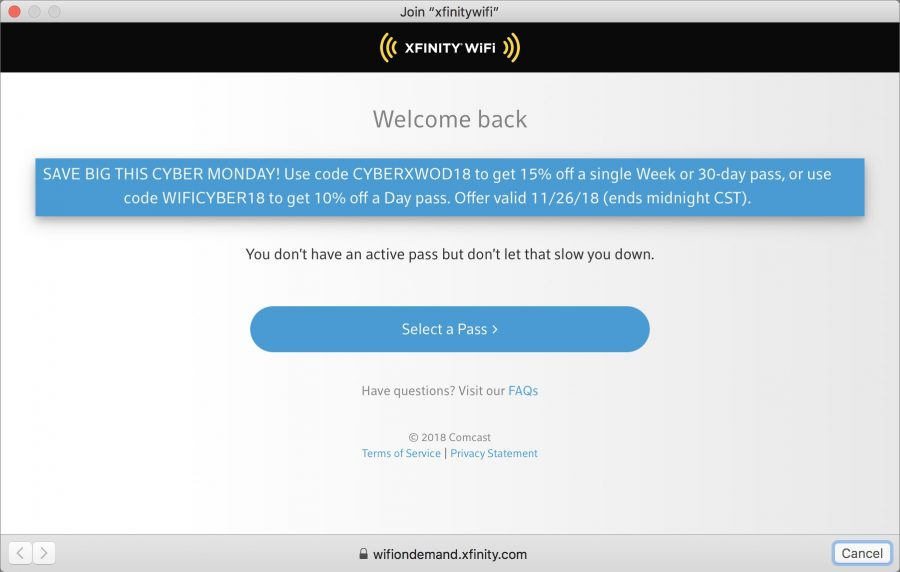 Join “xfinitywifi”
XFINITY WiFi
Welcome back
SAVE BIG THIS CYBER MONDAY! Use code CYBERXWOD18 to get 15% off a single Week or 30-day pass, or use
code WIFICYBER18 to get 10% off a Day pass. Offer valid 11/26/18 (ends midnight CST).
You don’t have an active pass but don’t let that slow you down.
Select a Pass >
Have questions? Visit our FAQs
© 2018 Comcast
Terms of Service | Privacy Statement
wifiondemand.xfinity.com
Cancel